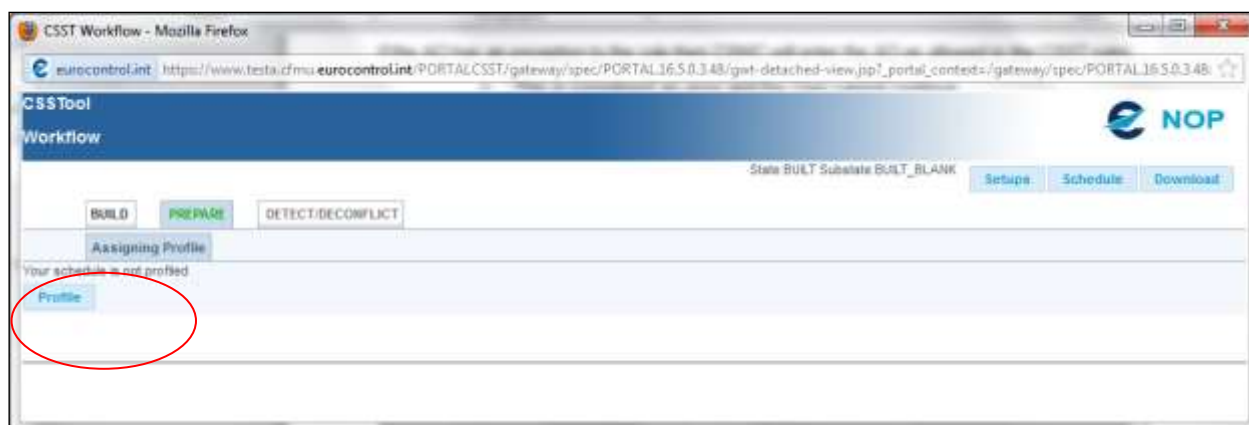 CSST Workflow - Mozilla Firefox
eurocontrol.int https://www.testa.cfmu.eurocontrol.int/PORTALCSST/gateway/spec/PORTAL.16.5.0.3.48/gwt-detached-view.jsp?_portal_context=/gateway/spec/PORTAL.16.5.0.3.48:
CSSTool
Workflow
NOP
State BUILT Substate BUILT_BLANK
Setups Schedule Download
BUILD PREPARE DETECT/DECONFLICT
Assigning Profile
Your schedule is not profiled
Profile